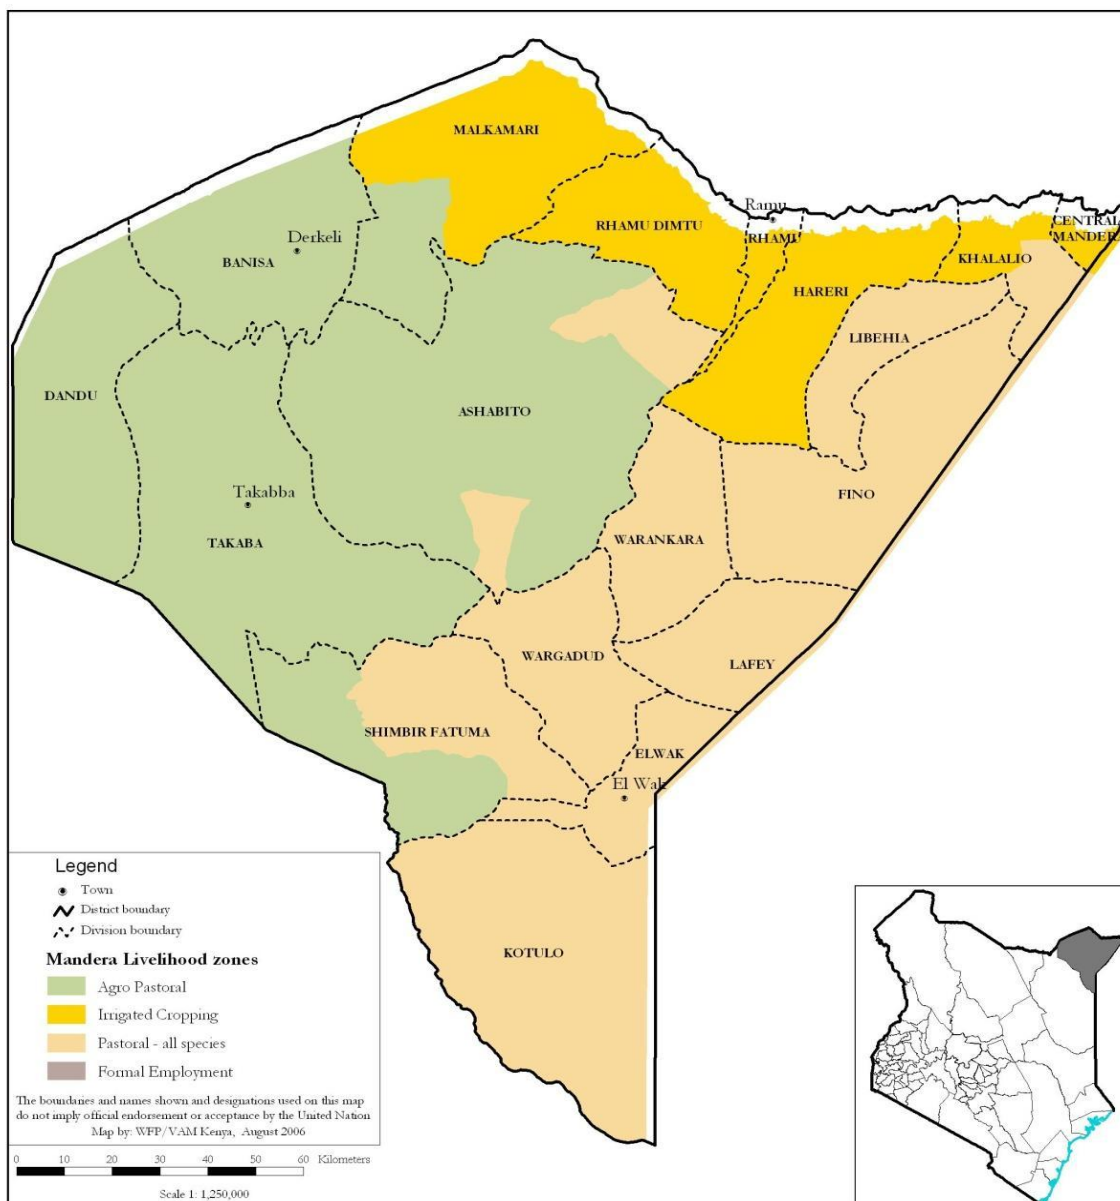 MALKAMARI
Ramu
CENTRAL
MANDER
RHAMU DIMTU
RHAMU
Derkeli
BANISA
KHALALIO
HARERI
LIBEHIA
DANDU
ASHABITO
Takabba
FINO
TAKABA
WARANKARA
WARGADUD
LAFEY
SHIMBIR FATUMA
ELWAK
El Wak
KOTULO
Legend
Town
District boundary
Division boundary
Mandera Livelihood zones
Agro Pastoral
Irrigated Cropping
Pastoral - all species
Formal Employment
The boundaries and names shown and designations used on this map
do not imply official endorsement or acceptance by the United Nation
Map by: WFP/VAM Kenya, August 2006
0 10 20 30 40 50 60 Kilometers
Scale 1: 1,250,000